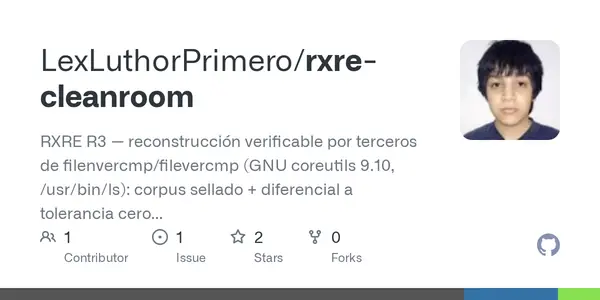 LexLuthorPrimero/rxre-
cleanroom
RXRE R3 — reconstrucción verificable por terceros
de filenvercmp/filevercmp (GNU coreutils 9.10,
/usr/bin/ls): corpus sellado + diferencial a
tolerancia cero...
1 1 2 0
Contributor Issue Stars Forks